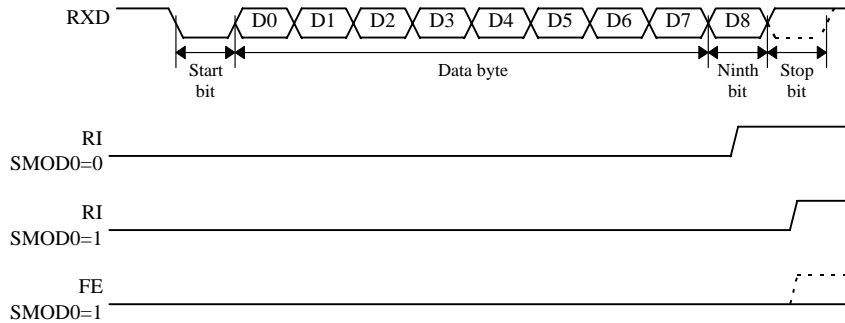 RXD D0 D1 D2 D3 D4 D5 D6 D7 D8
Start bit Data byte Ninth bit Stop bit
RI
SMOD0=0
RI
SMOD0=1
FE
SMOD0=1